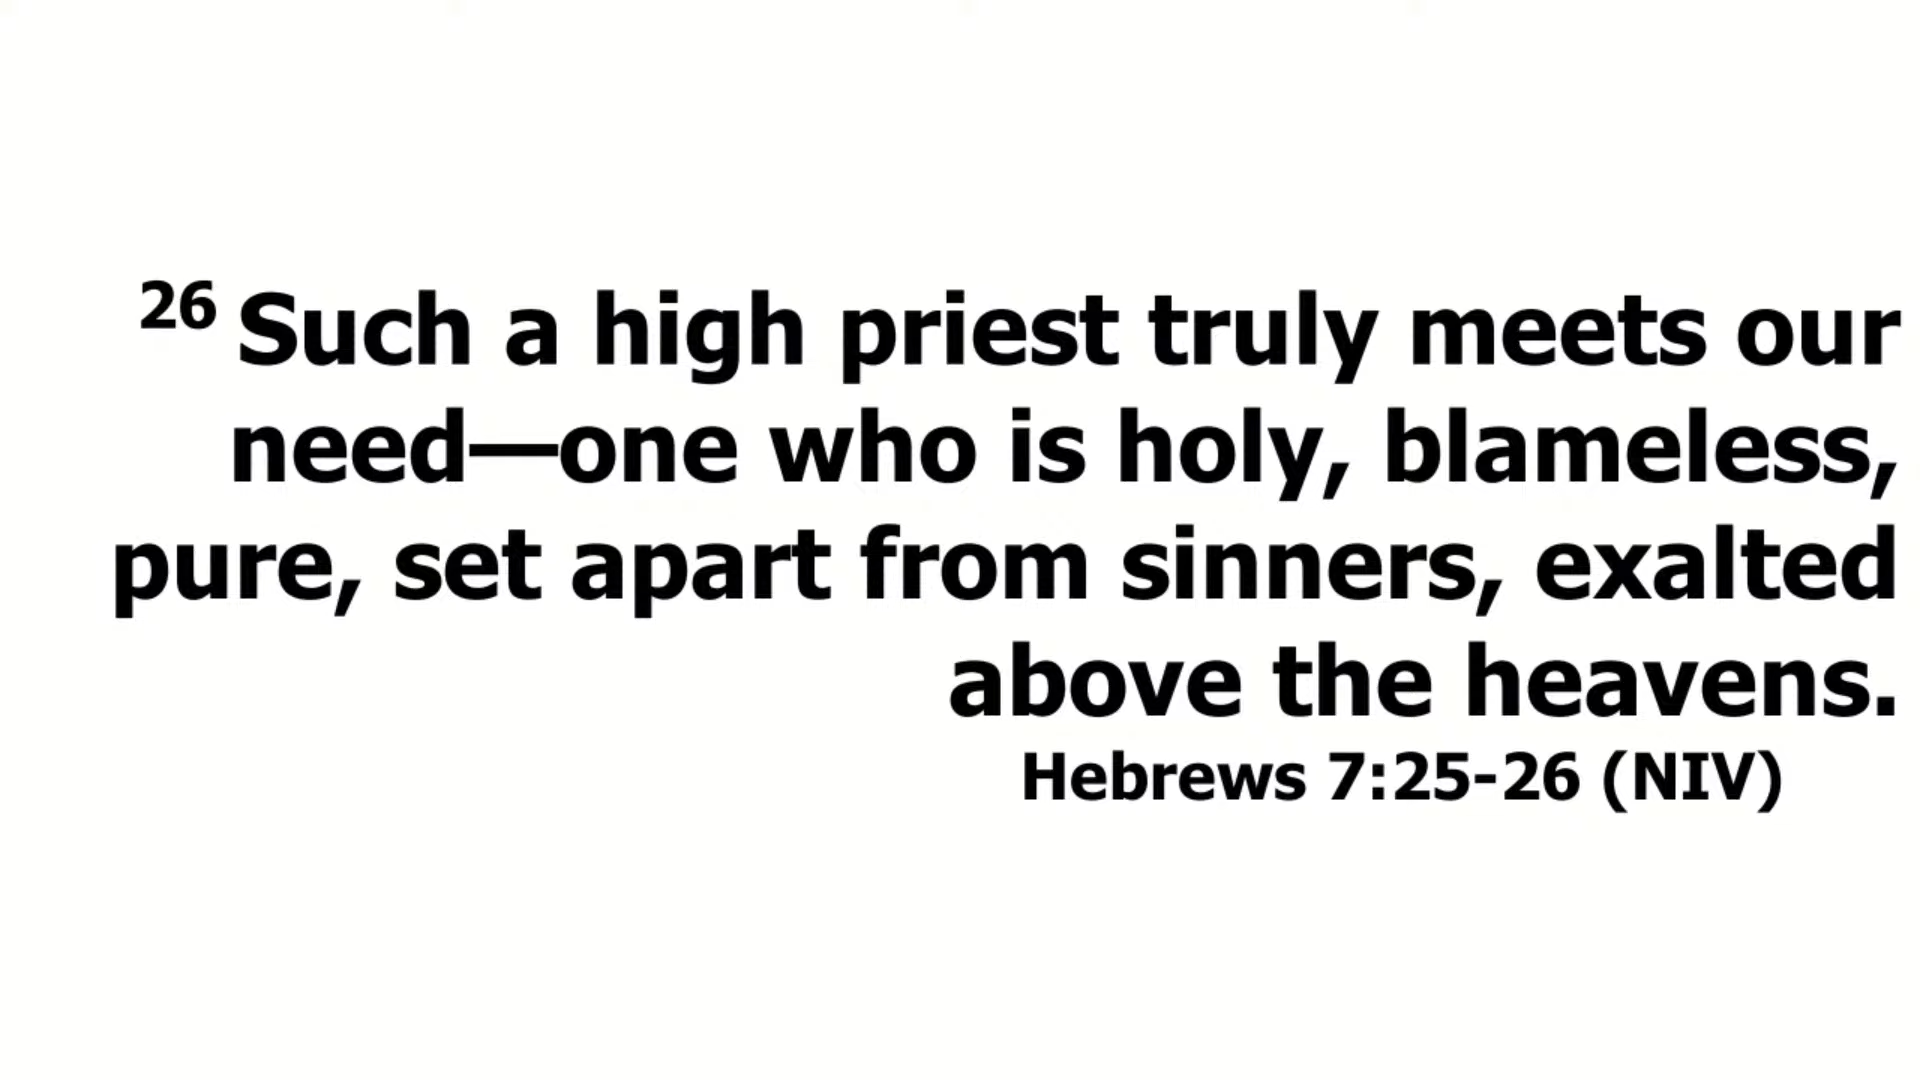 26 Such a high priest truly meets our
need—one who is holy, blameless,
pure, set apart from sinners, exalted
above the heavens.
Hebrews 7:25-26 (NIV)